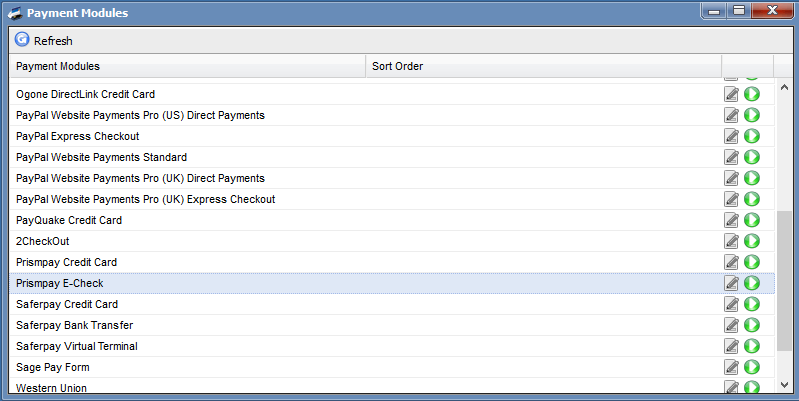 Payment Modules
Refresh
Payment Modules Sort Order
Ogone DirectLink Credit Card
PayPal Website Payments Pro (US) Direct Payments
PayPal Express Checkout
PayPal Website Payments Standard
PayPal Website Payments Pro (UK) Direct Payments
PayPal Website Payments Pro (UK) Express Checkout
PayQuake Credit Card
2CheckOut
Prismpay Credit Card
Prismpay E-Check
Saferpay Credit Card
Saferpay Bank Transfer
Saferpay Virtual Terminal
Sage Pay Form
Western Union